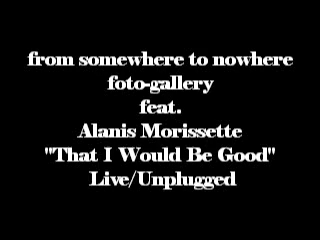 from somewhere to nowhere
foto-gallery
feat.
Alanis Morissette
"That I Would Be Good"
Live/Unplugged